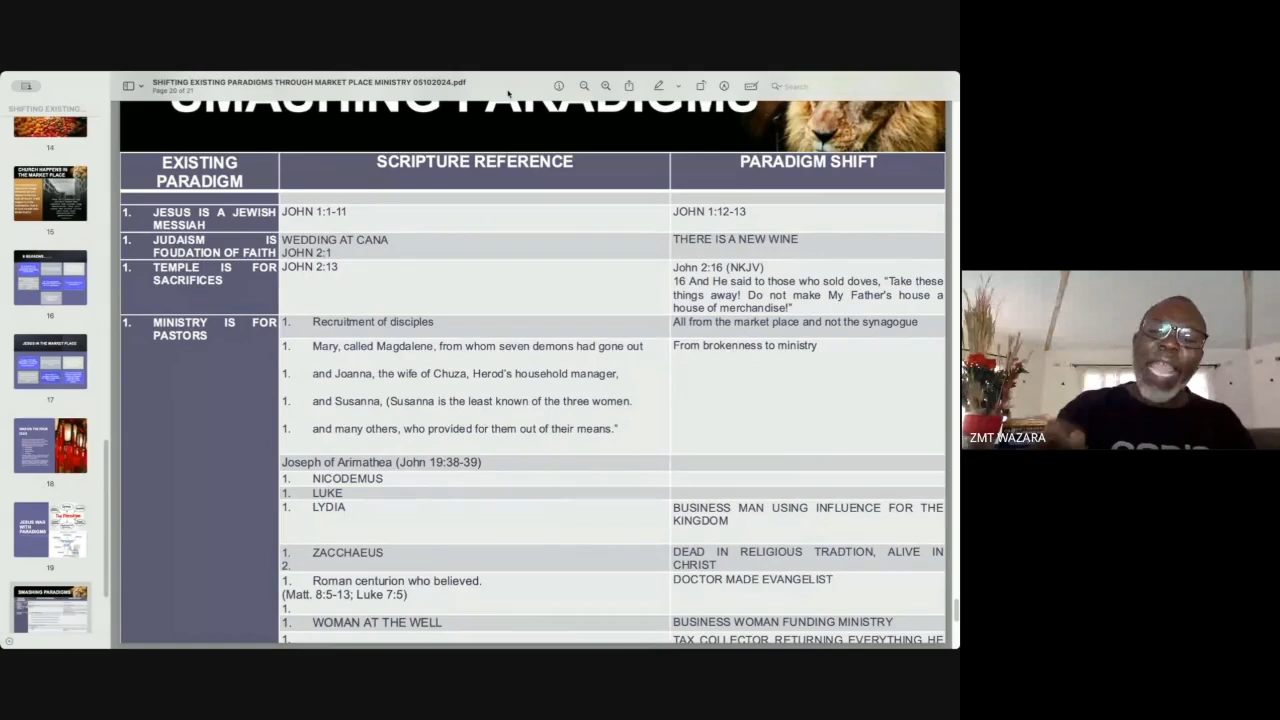 SHIFTING EXISTING PARADIGMS THROUGH MARKET PLACE MINISTRY 05102024.pdf
Page 20 of 21
Search
SHIFTING EXISTING...
14
CHURCH HAPPENS IN
THE MARKET PLACE
15
16
JESUS IN THE MARKET PLACE
17
18
JESUS WAR
WITH
PARADIGMS
19
SMASHING PARADIGMS
SMASHING PARADIGMS
EXISTING
PARADIGM
SCRIPTURE REFERENCE
PARADIGM SHIFT
1. JESUS IS A JEWISH
MESSIAH
JOHN 1:1-11
JOHN 1:12-13
1. JUDAISM IS
FOUDATION OF FAITH
WEDDING AT CANA
JOHN 2:1
THERE IS A NEW WINE
1. TEMPLE IS FOR
SACRIFICES
JOHN 2:13
John 2:16 (NKJV)
16 And He said to those who sold doves, "Take these
things away! Do not make My Father's house a
house of merchandise!"
1. MINISTRY IS FOR
PASTORS
1. Recruitment of disciples
All from the market place and not the synagogue
1. Mary, called Magdalene, from whom seven demons had gone out
From brokenness to ministry
1. and Joanna, the wife of Chuza, Herod's household manager,
1. and Susanna, (Susanna is the least known of the three women.
1. and many others, who provided for them out of their means."
Joseph of Arimathea (John 19:38-39)
1. NICODEMUS
1. LUKE
1. LYDIA
BUSINESS MAN USING INFLUENCE FOR THE
KINGDOM
1. ZACCHAEUS
2.
DEAD IN RELIGIOUS TRADTION, ALIVE IN
CHRIST
1. Roman centurion who believed.
(Matt. 8:5-13; Luke 7:5)
1.
DOCTOR MADE EVANGELIST
1. WOMAN AT THE WELL
BUSINESS WOMAN FUNDING MINISTRY
1.
TAX COLLECTOR RETURNING EVERYTHING HE
ZMT WAZARA